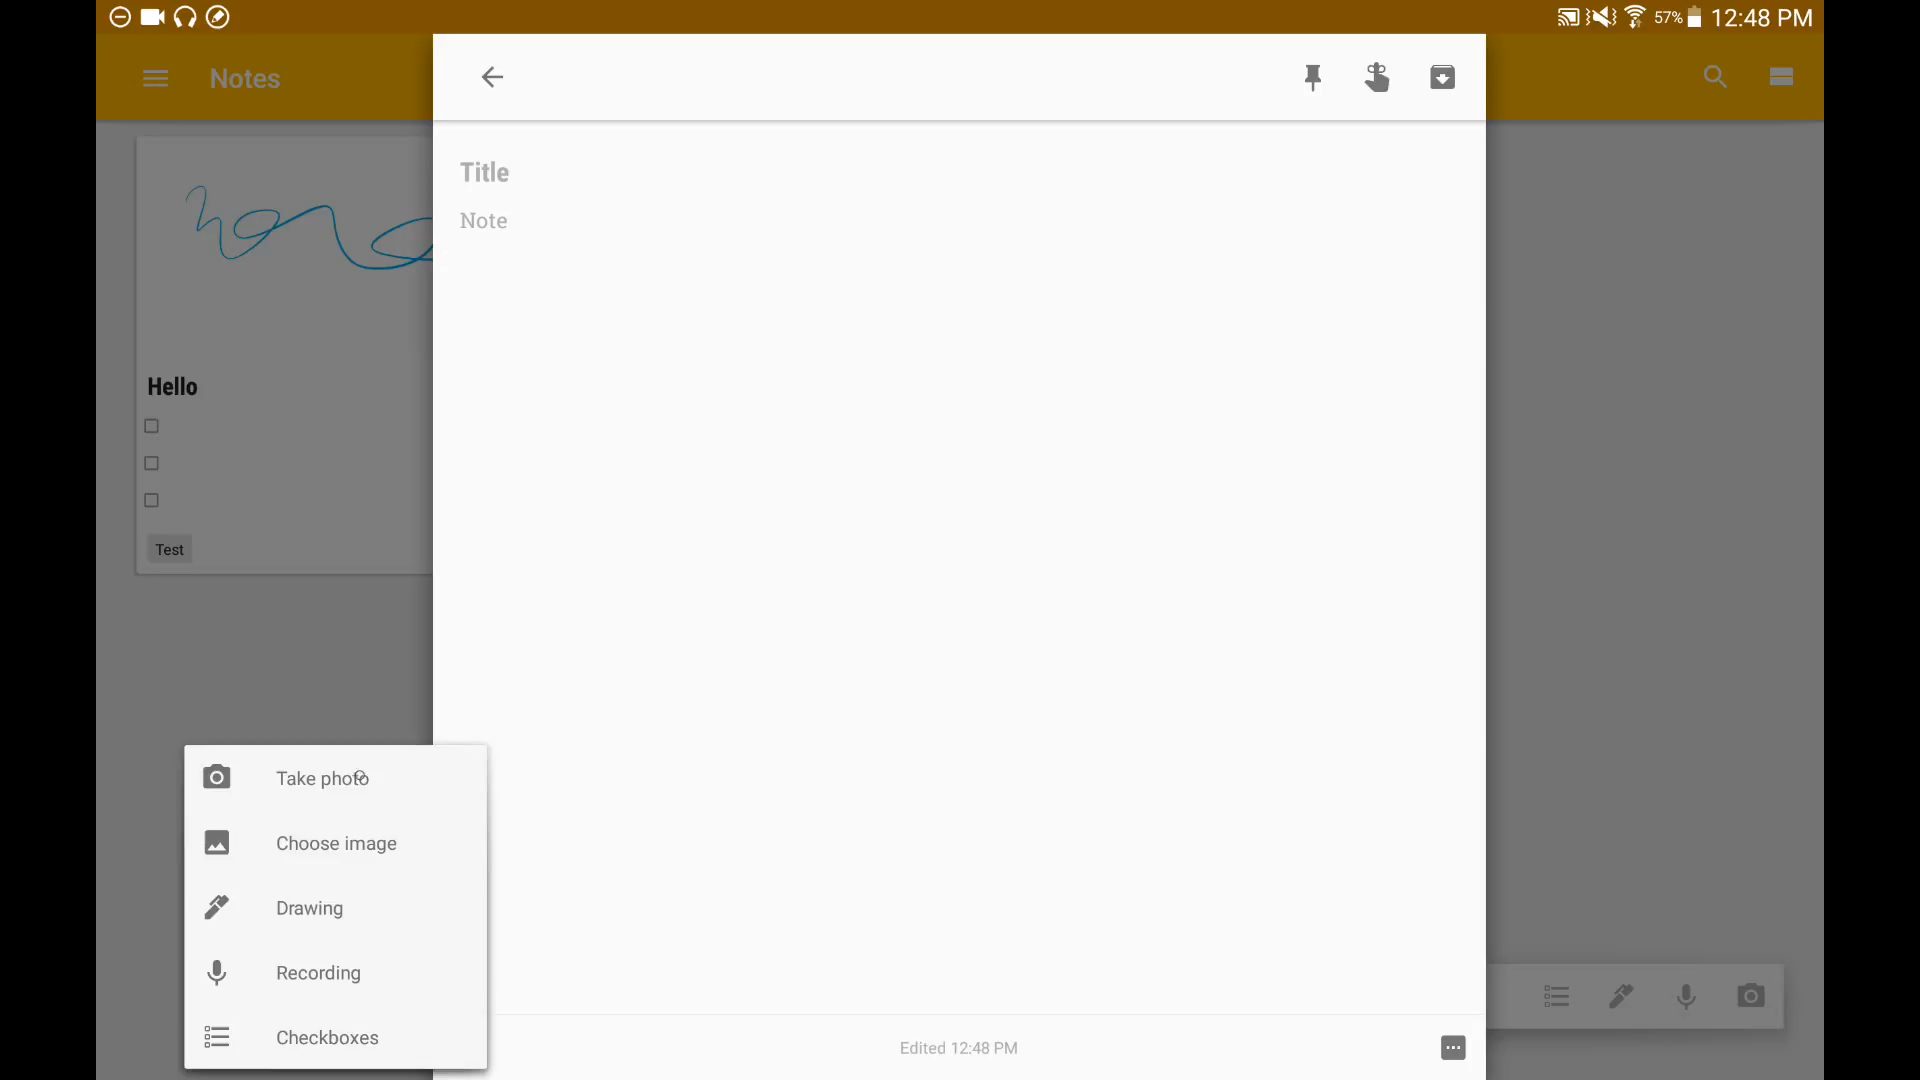 57% 12:48 PM
Notes
Title
Note
Hello
Test
Take photo
Choose image
Drawing
Recording
Checkboxes
Edited 12:48 PM